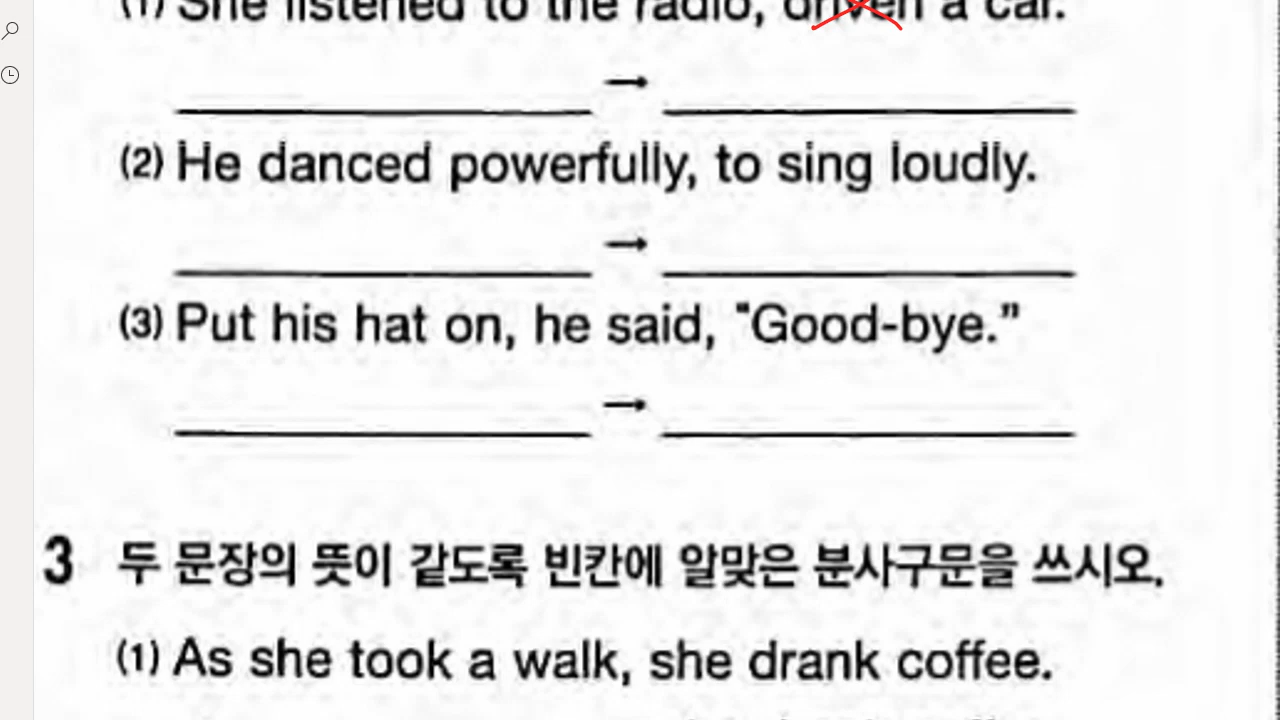 (1) She listened to the radio, driven a car.
→
(2) He danced powerfully, to sing loudly.
→
(3) Put his hat on, he said, "Good-bye."
→
3 두 문장의 뜻이 같도록 빈칸에 알맞은 분사구문을 쓰시오.
(1) As she took a walk, she drank coffee.